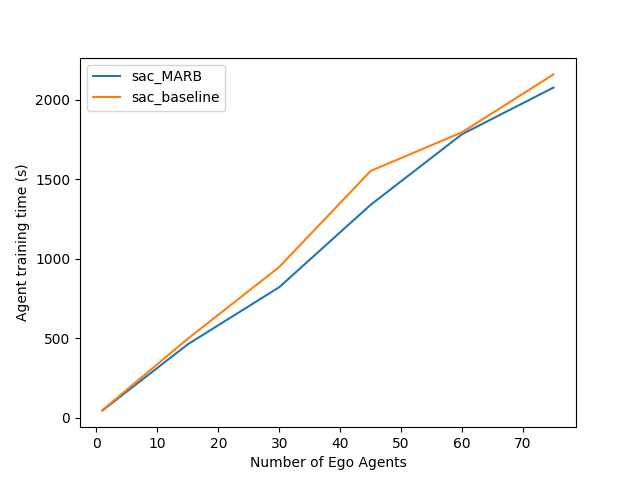 sac_MARB
sac_baseline
2000
1500
1000
500
0
Agent training time (s)
0 10 20 30 40 50 60 70
Number of Ego Agents